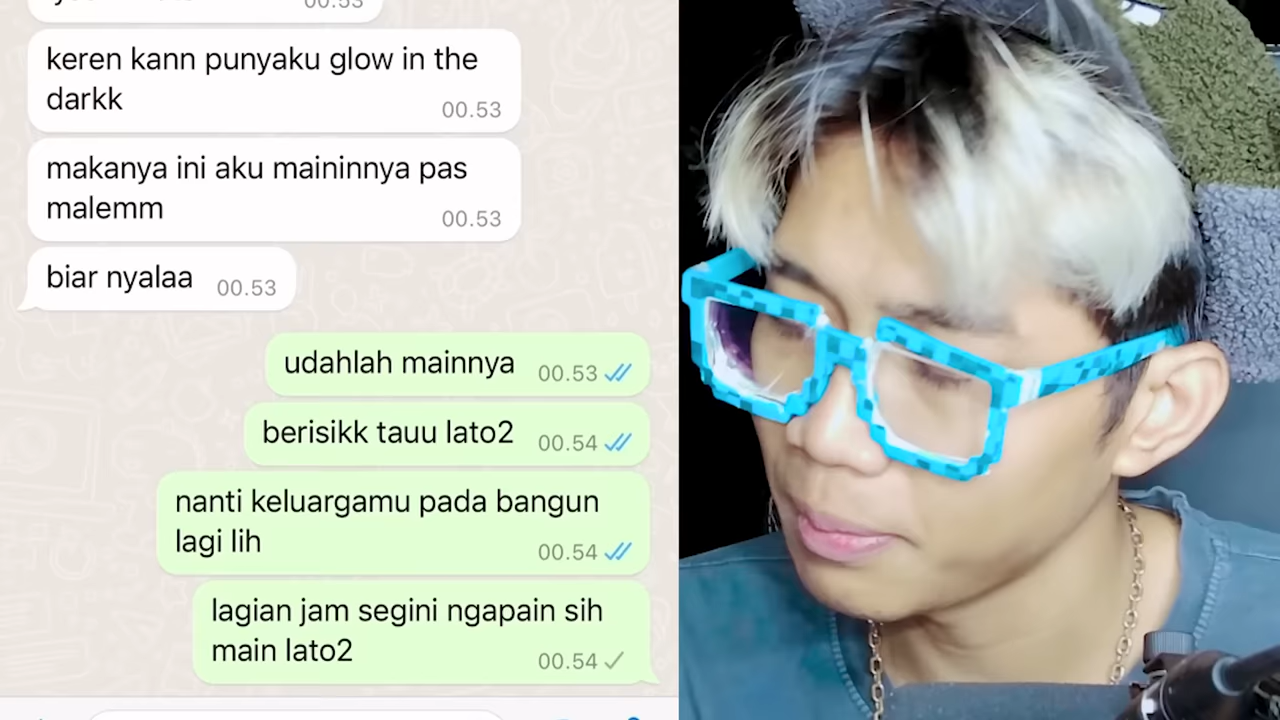 00.53
keren kann punyaku glow in the
darkk 00.53
makanya ini aku maininnya pas
malemm 00.53
biar nyalaa 00.53
udahlah mainnya 00.53
berisikk tauu lato2 00.54
nanti keluargamu pada bangun
lagi lih 00.54
lagian jam segini ngapain sih
main lato2 00.54